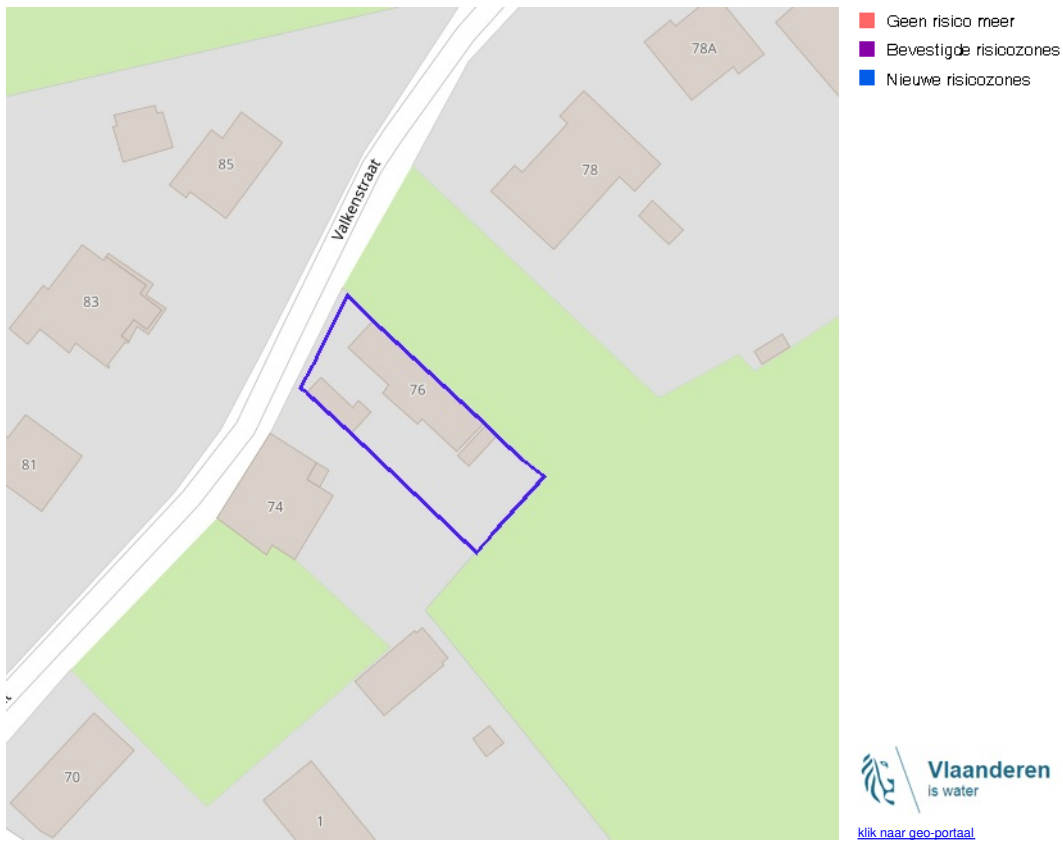 Geen risico meer
Bevestigde risicozones
Nieuwe risicozones
78A
85
78
Valkenstraat
83
76
81
74
70
1
Vlaanderen
is water
klik naar geo-portaal